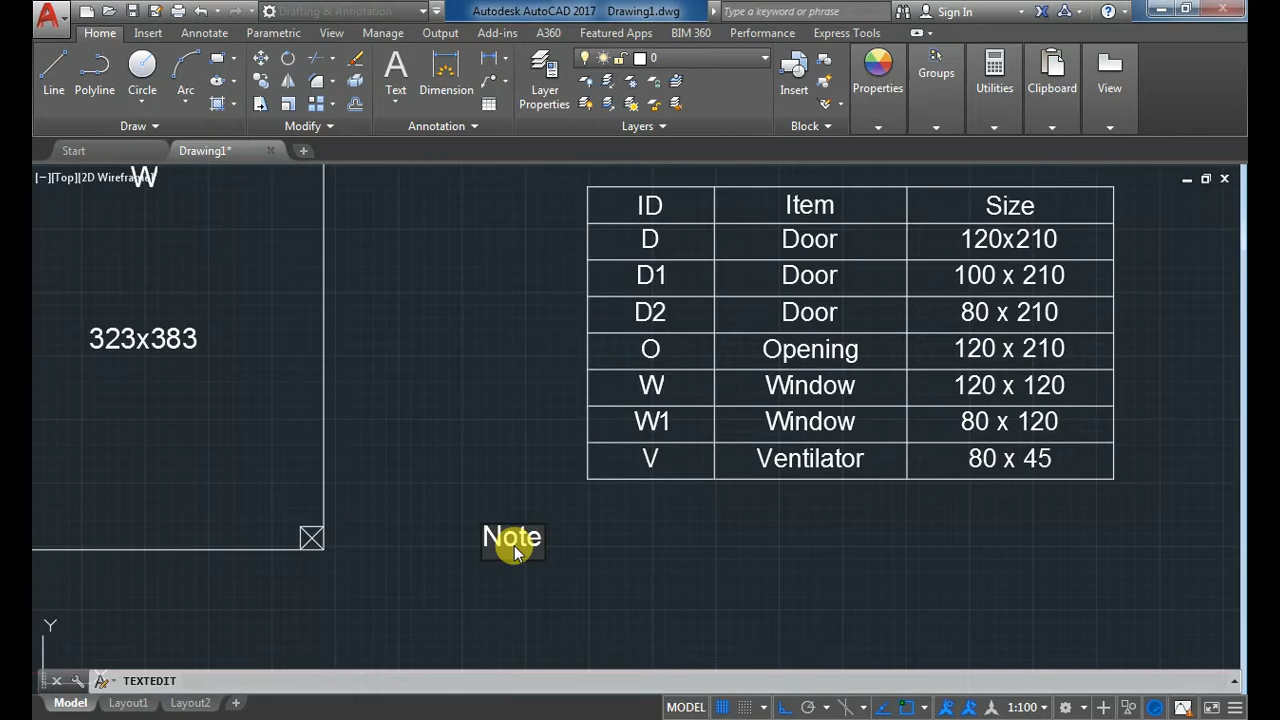 Drafting & Annotation
Autodesk AutoCAD 2017 Drawing1.dwg
Type a keyword or phrase
Sign In
Home Insert Annotate Parametric View Manage Output Add-ins A360 Featured Apps BIM 360 Performance Express Tools
0
Line Polyline Circle Arc Text Dimension Layer Properties Insert Properties Groups Utilities Clipboard View
Draw Modify Annotation Layers Block
Start Drawing1*
[−][Top][2D Wireframe]
W
ID Item Size
D Door 120x210
D1 Door 100 x 210
D2 Door 80 x 210
O Opening 120 x 210
W Window 120 x 120
W1 Window 80 x 120
V Ventilator 80 x 45
323x383
Note
Y
TEXTEDIT
Model Layout1 Layout2 +
MODEL 1:100